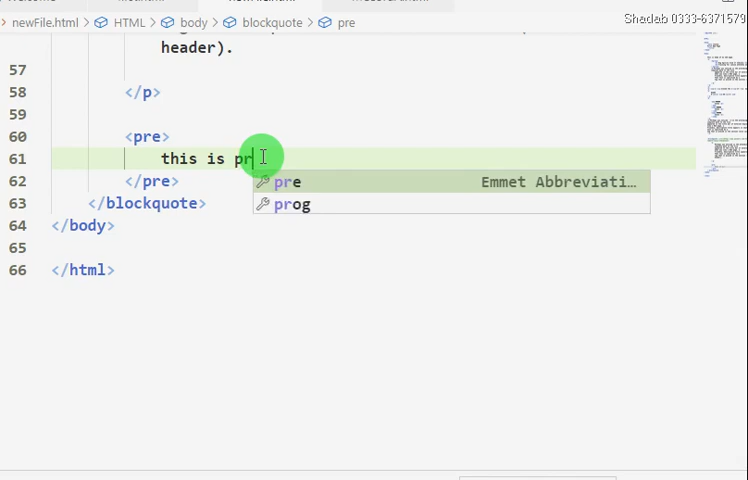 newFile.html > HTML > body > blockquote > pre
Shadab 0333-6371579
header).
57
58 </p>
59
60 <pre>
61 this is pr
62 </pre>
pre Emmet Abbreviati...
63 </blockquote>
prog
64 </body>
65
66 </html>